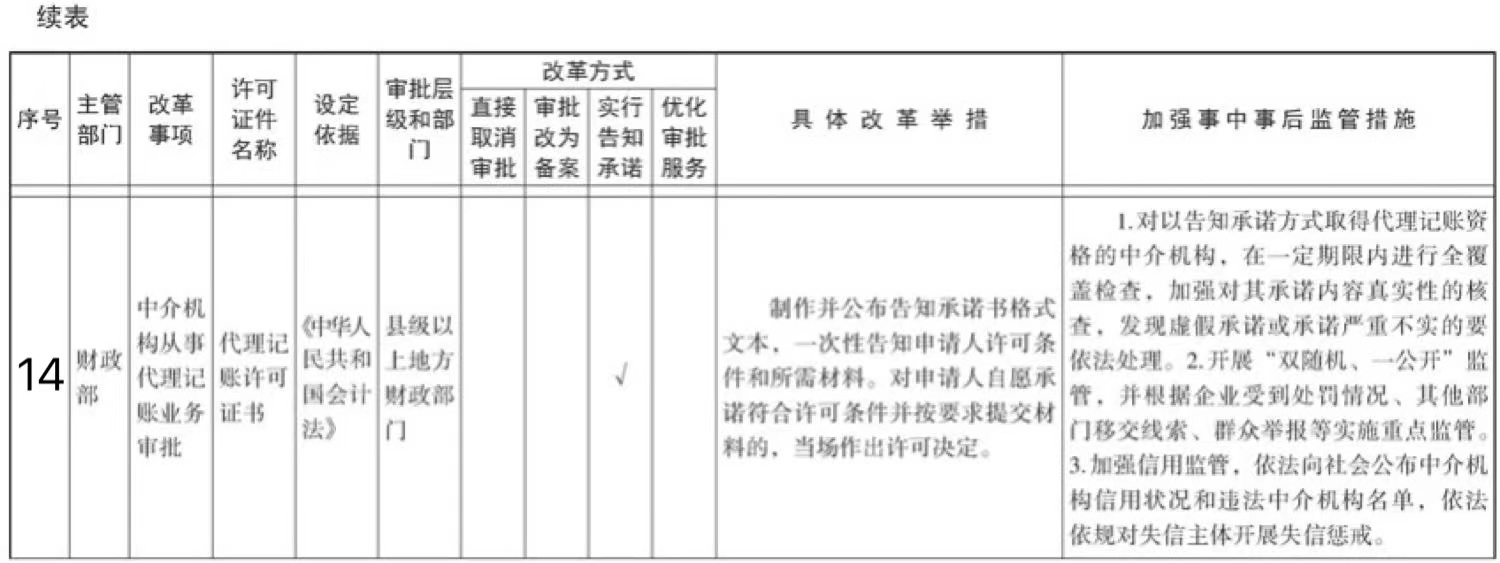 续表
序号
主管
部门
改革
事项
许可
证件
名称
设定
依据
审批层
级和部
门
改革方式
直接
取消
审批
审批
改为
备案
实行
告知
承诺
优化
审批
服务
具体改革举措
加强事中事后监管措施
14
财政
部
中介机
构从事
代理记
账业务
审批
代理记
账许可
证书
《中华人
民共和
国会计
法》
县级以
上地方
财政部
门
√
制作并公布告知承诺书格式
文本，一次性告知申请人许可条
件和所需材料。对申请人自愿承
诺符合许可条件并按要求提交材
料的，当场作出许可决定。
1.对以告知承诺方式取得代理记账资
格的中介机构，在一定期限内进行全覆
盖检查，加强对其承诺内容真实性的核
查，发现虚假承诺或承诺严重不实的要
依法处理。2.开展“双随机、一公开”监
管，并根据企业受到处罚情况、其他部
门移交线索、群众举报等实施重点监管。
3.加强信用监管，依法向社会公布中介机
构信用状况和违法中介机构名单，依法
依规对失信主体开展失信惩戒。